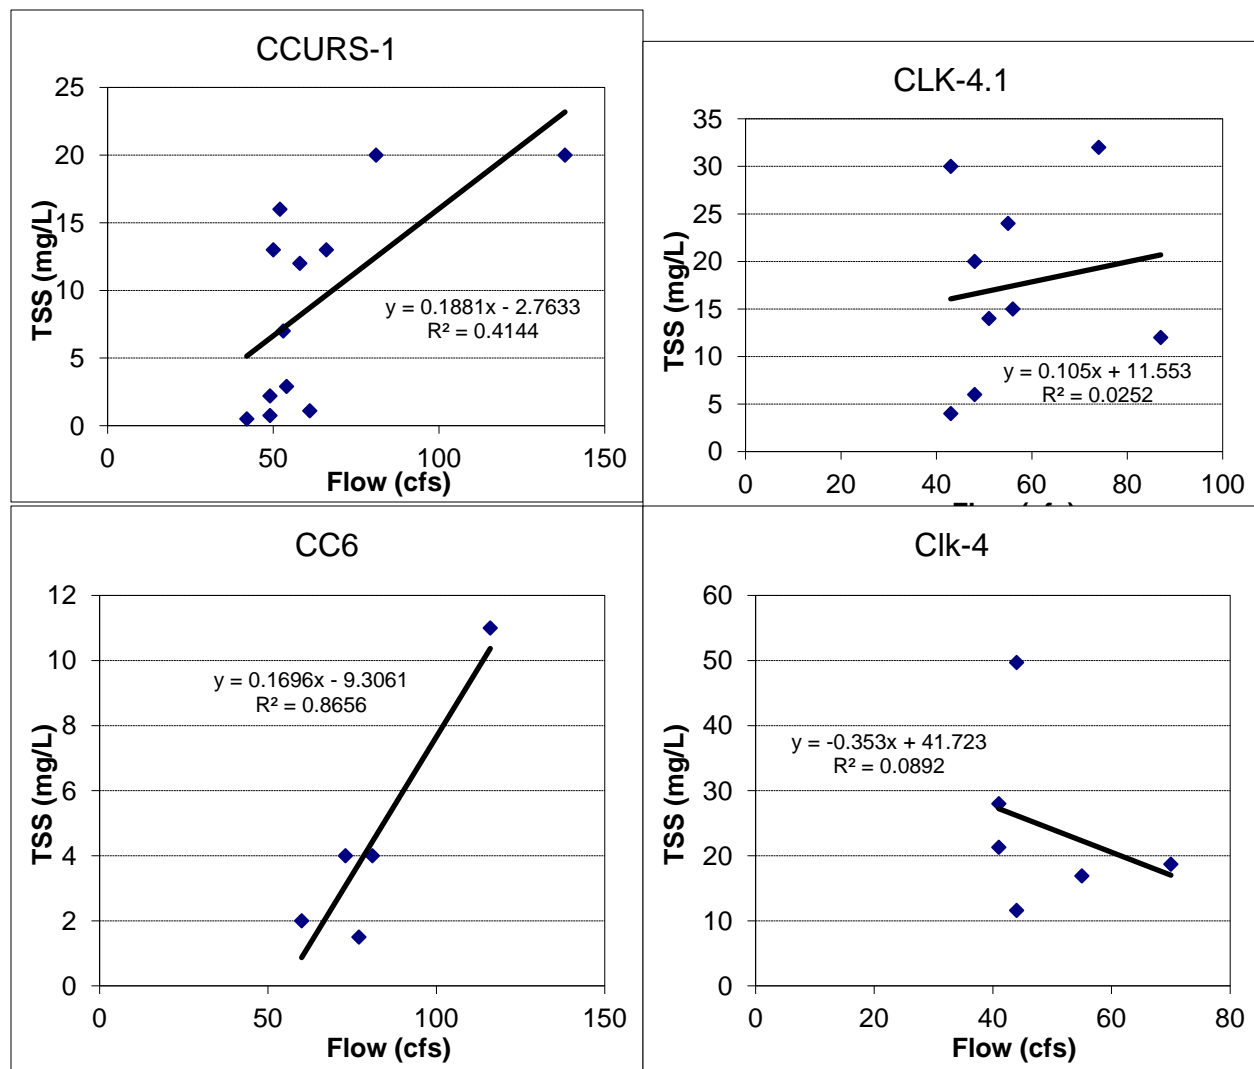 CCURS-1
25
20
15
10
5
0
TSS (mg/L)
y = 0.1881x - 2.7633
R² = 0.4144
0 50 100 150
Flow (cfs)
CLK-4.1
35
30
25
20
15
10
5
0
TSS (mg/L)
y = 0.105x + 11.553
R² = 0.0252
0 20 40 60 80 100
Flow (cfs)
CC6
12
10
8
6
4
2
0
TSS (mg/L)
y = 0.1696x - 9.3061
R² = 0.8656
0 50 100 150
Flow (cfs)
Clk-4
60
50
40
30
20
10
0
TSS (mg/L)
y = -0.353x + 41.723
R² = 0.0892
0 20 40 60 80
Flow (cfs)